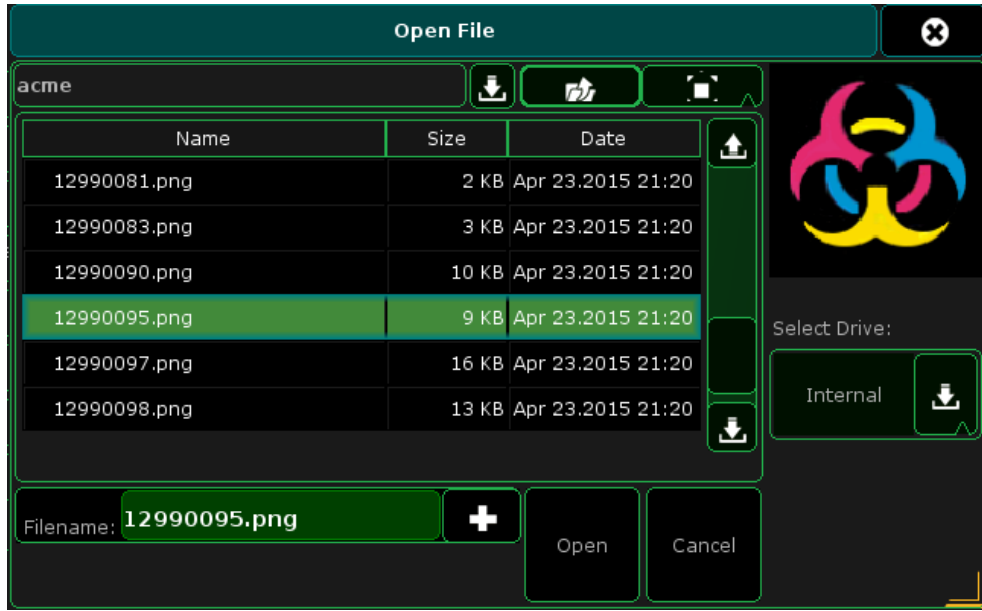 Open File
acme
Name Size Date
12990081.png 2 KB Apr 23.2015 21:20
12990083.png 3 KB Apr 23.2015 21:20
12990090.png 10 KB Apr 23.2015 21:20
12990095.png 9 KB Apr 23.2015 21:20
12990097.png 16 KB Apr 23.2015 21:20
12990098.png 13 KB Apr 23.2015 21:20
Select Drive:
Internal
Filename: 12990095.png
Open Cancel